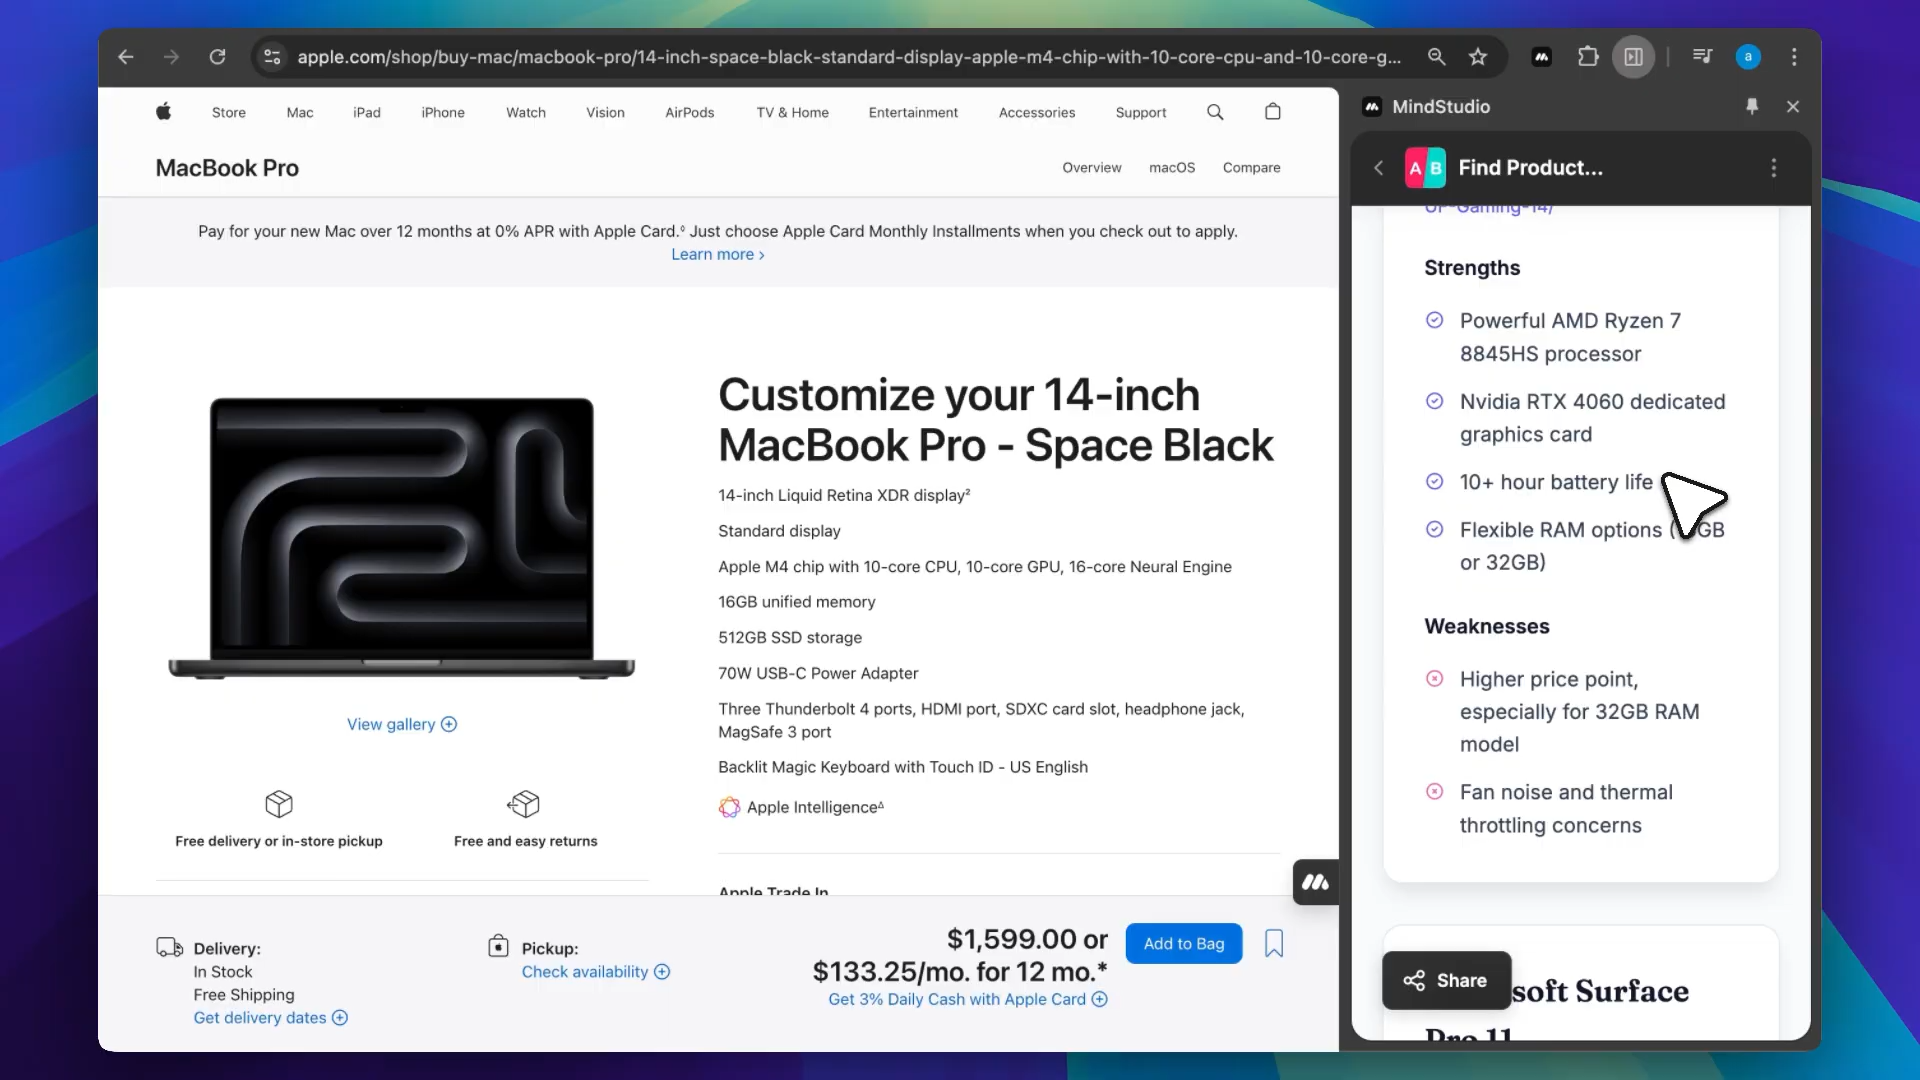 apple.com/shop/buy-mac/macbook-pro/14-inch-space-black-standard-display-apple-m4-chip-with-10-core-cpu-and-10-core-g...
a
Store Mac iPad iPhone Watch Vision AirPods TV & Home Entertainment Accessories Support
MacBook Pro
Overview macOS Compare
Pay for your new Mac over 12 months at 0% APR with Apple Card.◊ Just choose Apple Card Monthly Installments when you check out to apply.
Learn more ›
View gallery
Free delivery or in-store pickup
Free and easy returns
Customize your 14-inch
MacBook Pro - Space Black
14-inch Liquid Retina XDR display²
Standard display
Apple M4 chip with 10-core CPU, 10-core GPU, 16-core Neural Engine
16GB unified memory
512GB SSD storage
70W USB-C Power Adapter
Three Thunderbolt 4 ports, HDMI port, SDXC card slot, headphone jack,
MagSafe 3 port
Backlit Magic Keyboard with Touch ID - US English
Apple Intelligence∆
Apple Trade In
Delivery:
In Stock
Free Shipping
Get delivery dates
Pickup:
Check availability
$1,599.00 or
$133.25/mo. for 12 mo.*
Get 3% Daily Cash with Apple Card
Add to Bag
MindStudio
A B
Find Product...
UP-Gaming-14/
Strengths
Powerful AMD Ryzen 7
8845HS processor
Nvidia RTX 4060 dedicated
graphics card
10+ hour battery life
Flexible RAM options (
GB
or 32GB)
Weaknesses
Higher price point,
especially for 32GB RAM
model
Fan noise and thermal
throttling concerns
Share
soft Surface
Pro 11